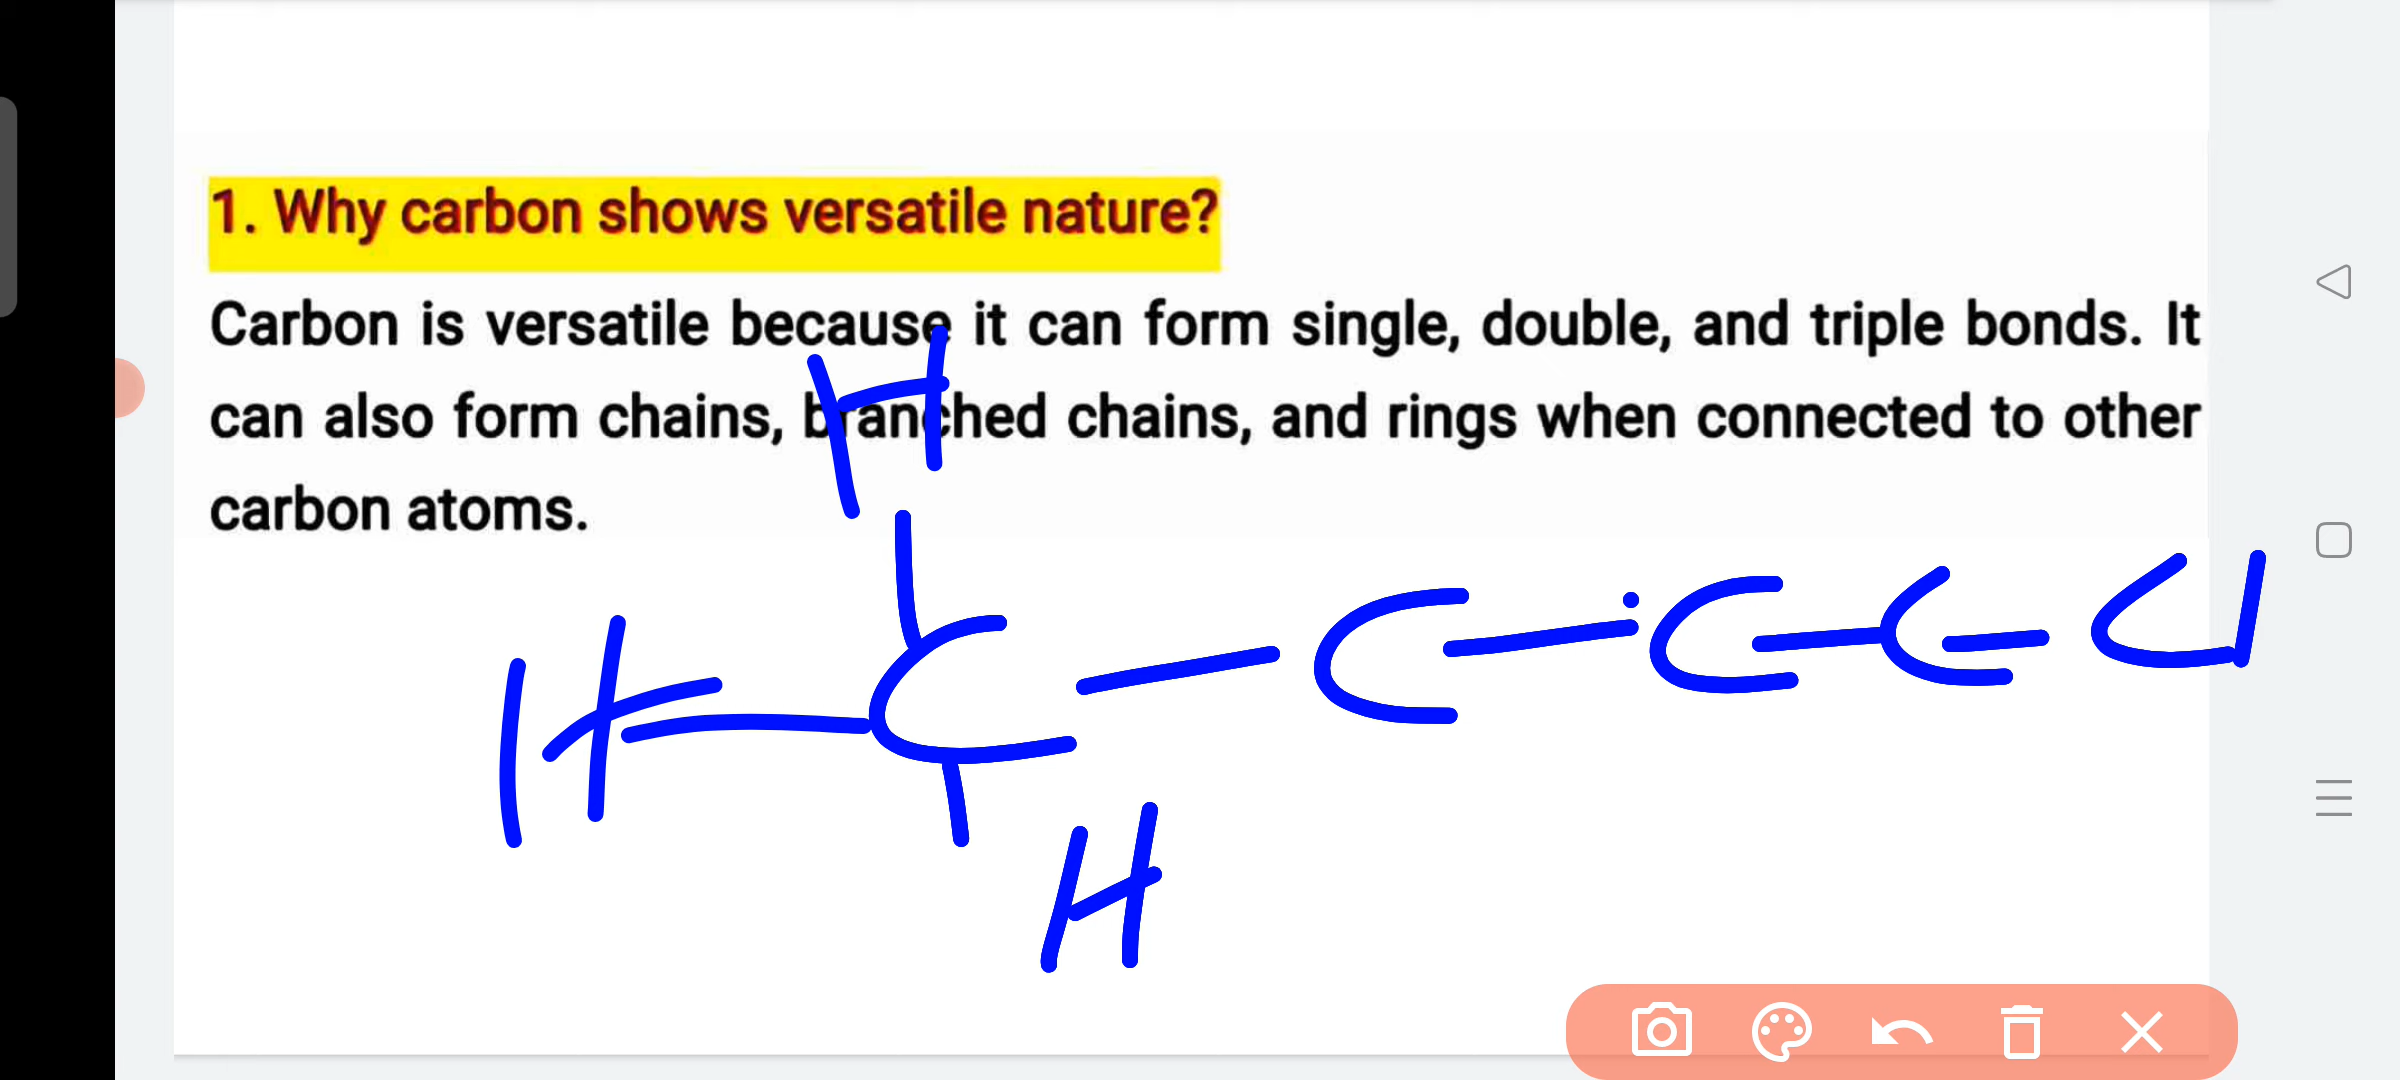 1. Why carbon shows versatile nature?
Carbon is versatile because it can form single, double, and triple bonds. It
can also form chains, branched chains, and rings when connected to other
carbon atoms.
H
H-C-C-C-C-Cl
H